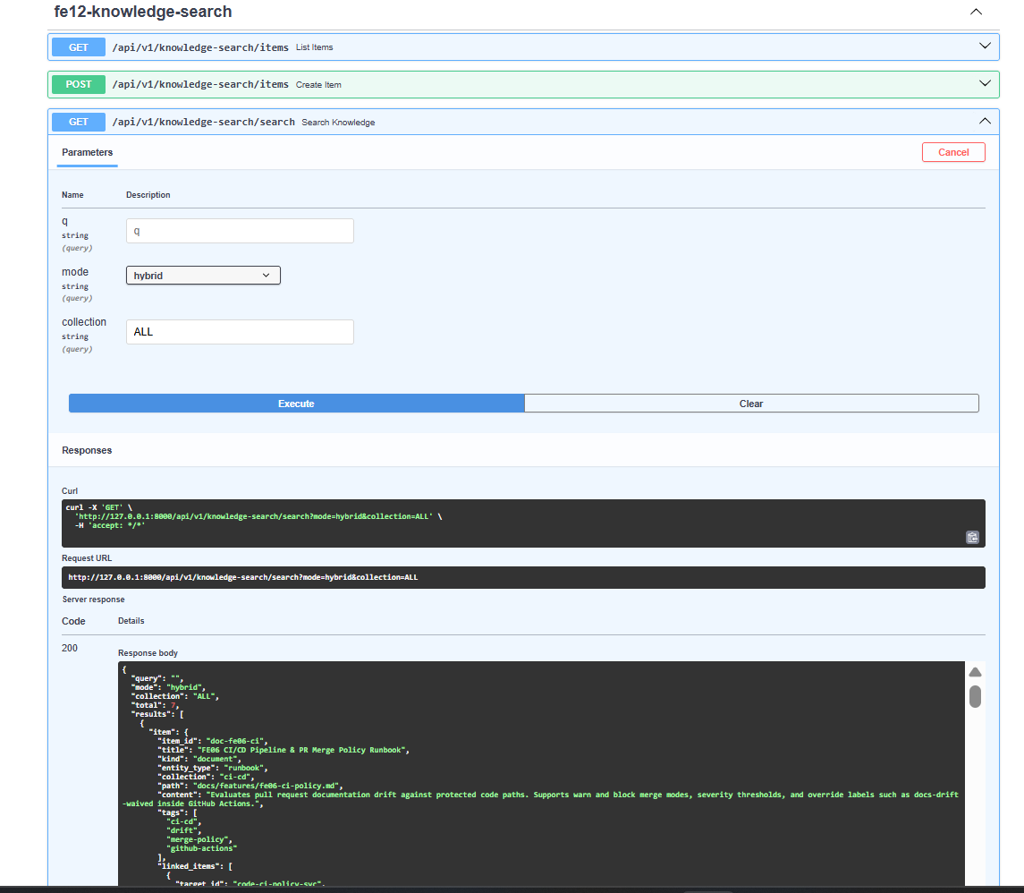 fe12-knowledge-search
GET /api/v1/knowledge-search/items List Items
POST /api/v1/knowledge-search/items Create Item
GET /api/v1/knowledge-search/search Search Knowledge
Parameters
Cancel
Name Description
q
string
(query)
q
mode
string
(query)
hybrid
collection
string
(query)
ALL
Execute Clear
Responses
Curl
curl -X 'GET' \
'http://127.0.0.1:8000/api/v1/knowledge-search/search?mode=hybrid&collection=ALL' \
-H 'accept: */*'
Request URL
http://127.0.0.1:8000/api/v1/knowledge-search/search?mode=hybrid&collection=ALL
Server response
Code Details
200
Response body
{
"query": "",
"mode": "hybrid",
"collection": "ALL",
"total": 7,
"results": [
{
"item": {
"item_id": "doc-fe06-ci",
"title": "FE06 CI/CD Pipeline & PR Merge Policy Runbook",
"kind": "document",
"entity_type": "runbook",
"collection": "ci-cd",
"path": "docs/features/fe06-ci-policy.md",
"content": "Evaluates pull request documentation drift against protected code paths. Supports warn and block merge modes, severity thresholds, and override labels such as docs-drift
-waived inside GitHub Actions.",
"tags": [
"ci-cd",
"drift",
"merge-policy",
"github-actions"
],
"linked_items": [
{
"target_id": "code-ci-policy-svc",